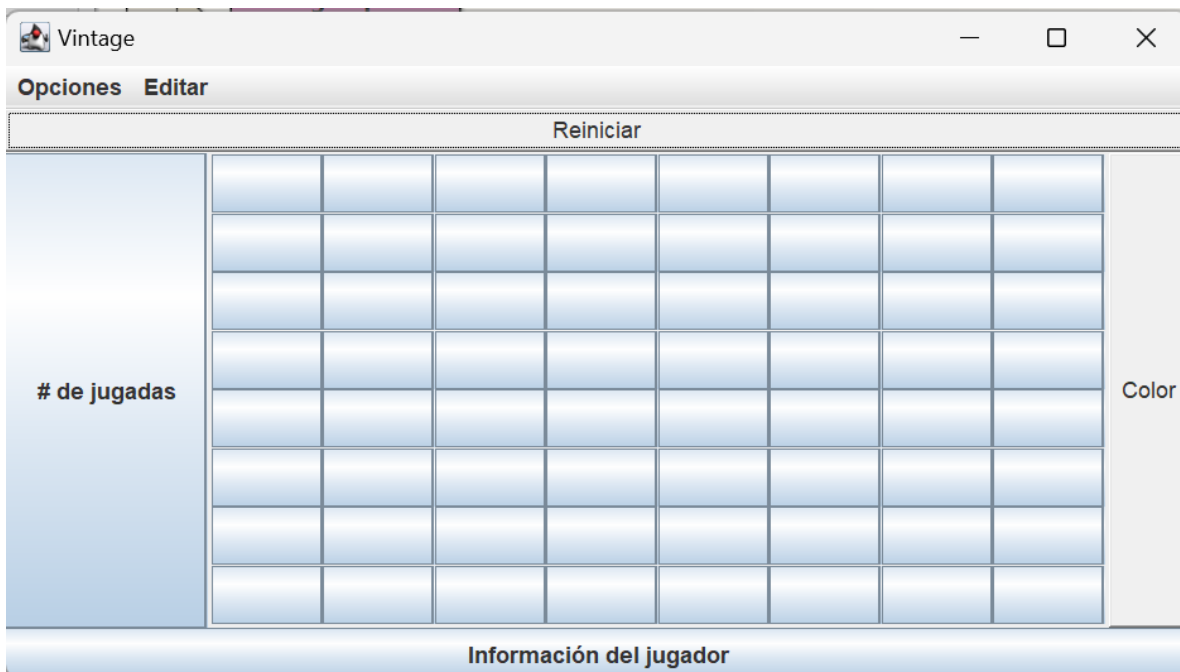 Vintage
Opciones Editar
Reiniciar
# de jugadas
Color
Información del jugador